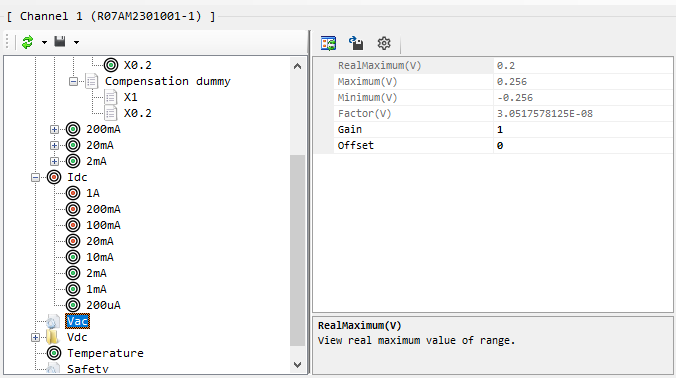 [ Channel 1 (R07AM2301001-1) ]
X0.2
Compensation dummy
X1
X0.2
200mA
20mA
2mA
Idc
1A
200mA
100mA
20mA
10mA
2mA
1mA
200uA
Vac
Vdc
Temperature
Safety
RealMaximum(V) 0.2
Maximum(V) 0.256
Minimum(V) -0.256
Factor(V) 3.0517578125E-08
Gain 1
Offset 0
RealMaximum(V)
View real maximum value of range.